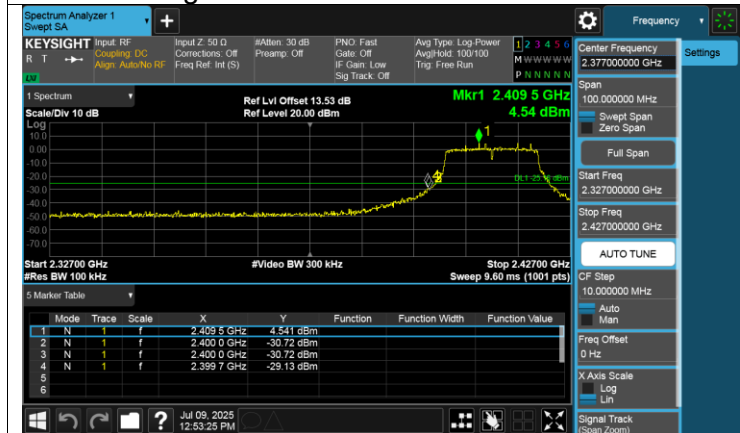 Spectrum Analyzer 1
Swept SA
+
Frequency
KEYSIGHT
R T
LXI
Input: RF
Coupling: DC
Align: Auto/No RF
Input Z: 50 Ω
Corrections: Off
Freq Ref: Int (S)
#Atten: 30 dB
Preamp: Off
PNO: Fast
Gate: Off
IF Gain: Low
Sig Track: Off
Avg Type: Log-Power
Avg|Hold: 100/100
Trig: Free Run
1 2 3 4 5 6
M W W W W W
P N N N N N
1 Spectrum
Scale/Div 10 dB
Ref Lvl Offset 13.53 dB
Ref Level 20.00 dBm
Mkr1 2.409 5 GHz
4.54 dBm
Log
10.0
0.00
-10.0
-20.0
-30.0
-40.0
-50.0
-60.0
-70.0
1
Start 2.32700 GHz
#Res BW 100 kHz
#Video BW 300 kHz
Stop 2.42700 GHz
Sweep 9.60 ms (1001 pts)
5 Marker Table
Mode Trace Scale X Y Function Function Width Function Value
1 N 1 f 2.409 5 GHz 4.541 dBm
2 N 1 f 2.400 0 GHz -30.72 dBm
3 N 1 f 2.400 0 GHz -30.72 dBm
4 N 1 f 2.399 7 GHz -29.13 dBm
5
6
?
Jul 09, 2025
12:53:25 PM
Center Frequency
2.377000000 GHz
Span
100.000000 MHz
Swept Span
Zero Span
Full Span
Start Freq
2.327000000 GHz
Stop Freq
2.427000000 GHz
AUTO TUNE
CF Step
10.000000 MHz
Auto
Man
Freq Offset
0 Hz
X Axis Scale
Log
Lin
Signal Track
(Span Zoom)
Settings